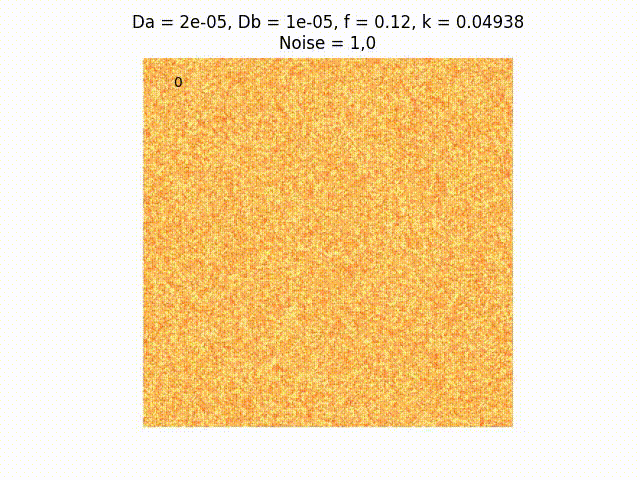 Da = 2e-05, Db = 1e-05, f = 0.12, k = 0.04938
Noise = 1,0
0